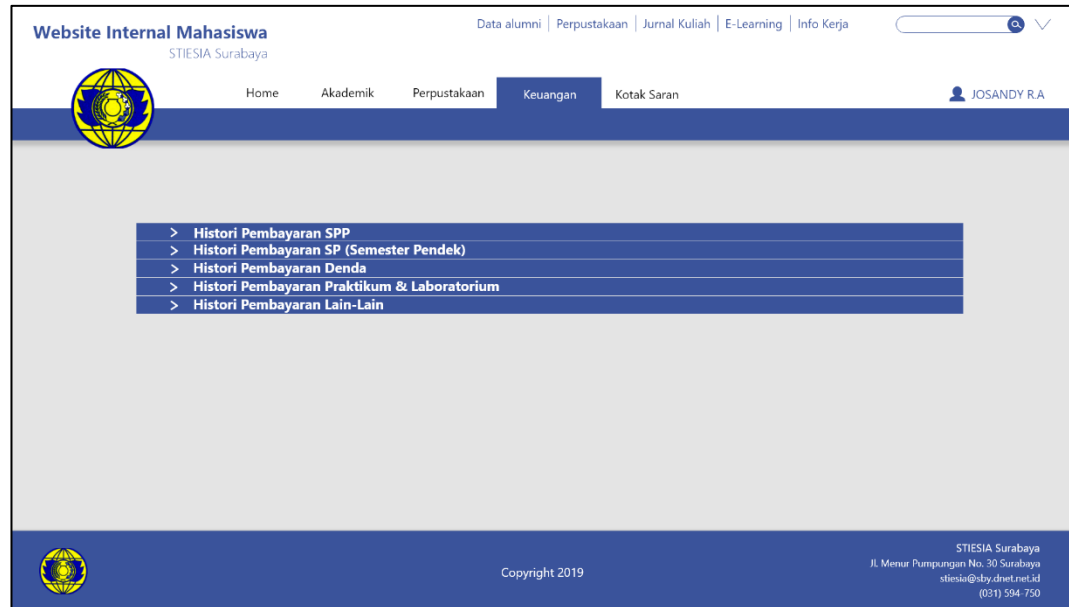 Website Internal Mahasiswa
STIESIA Surabaya
Data alumni | Perpustakaan | Jurnal Kuliah | E-Learning | Info Kerja
Home Akademik Perpustakaan Keuangan Kotak Saran
JOSANDY R.A
> Histori Pembayaran SPP
> Histori Pembayaran SP (Semester Pendek)
> Histori Pembayaran Denda
> Histori Pembayaran Praktikum & Laboratorium
> Histori Pembayaran Lain-Lain
Copyright 2019
STIESIA Surabaya
Jl. Menur Pumpungan No. 30 Surabaya
stiesia@sby.dnet.net.id
(031) 594-750